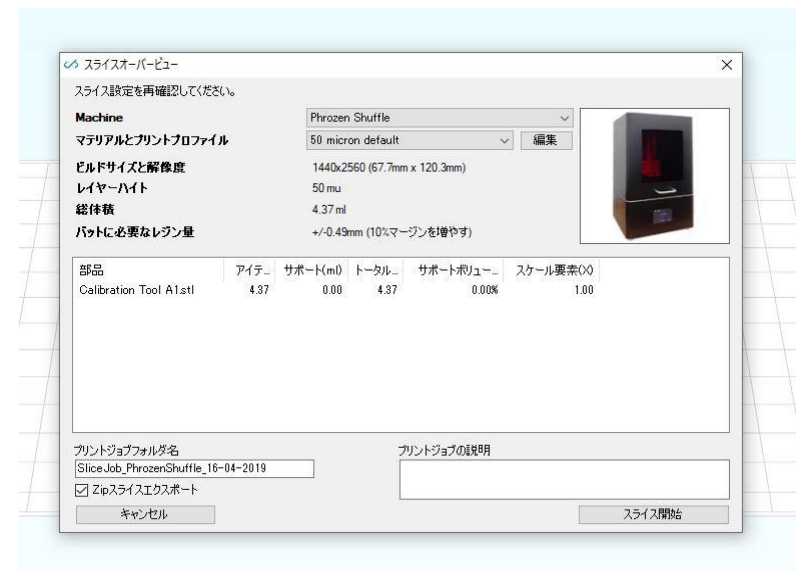 スライスオーバービュー
スライス設定を再確認してください。
Machine Phrozen Shuffle
マテリアルとプリントプロファイル 50 micron default 編集
ビルドサイズと解像度 1440x2560 (67.7mm x 120.3mm)
レイヤーハイト 50 mu
総体積 4.37 ml
バットに必要なレジン量 +/-0.49mm (10%マージンを増やす)
部品 アイテ... サポート(ml) トータル... サポートボリュー... スケール要素(X)
Calibration Tool A1.stl 4.37 0.00 4.37 0.00% 1.00
プリントジョブフォルダ名 プリントジョブの説明
SliceJob_PhrozenShuffle_16-04-2019
Zipスライスエクスポート
キャンセル スライス開始